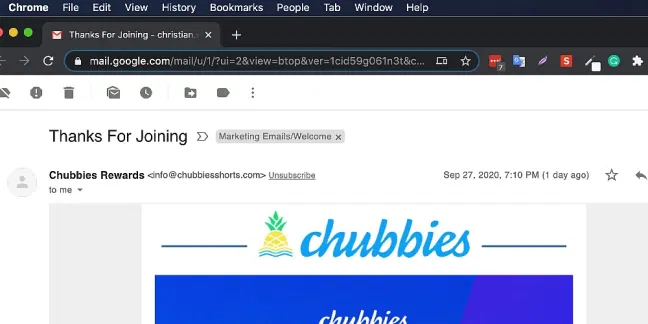 Chrome File Edit View History Bookmarks People Tab Window Help
Thanks For Joining - christian.
mail.google.com/mail/u/1/?ui=2&view=btop&ver=1cid59g061n3t&c...
7
S
Thanks For Joining
Marketing Emails/Welcome
Chubbies Rewards <info@chubbiesshorts.com> Unsubscribe
Sep 27, 2020, 7:10 PM (1 day ago)
to me
chubbies
chubbies